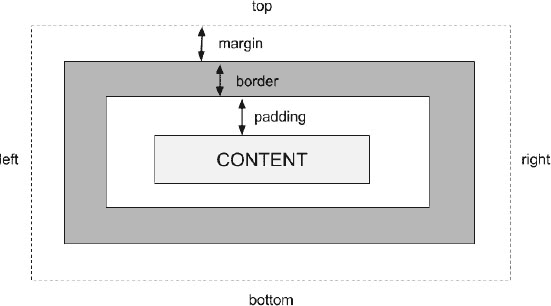 top
margin
border
padding
left
CONTENT
right
bottom